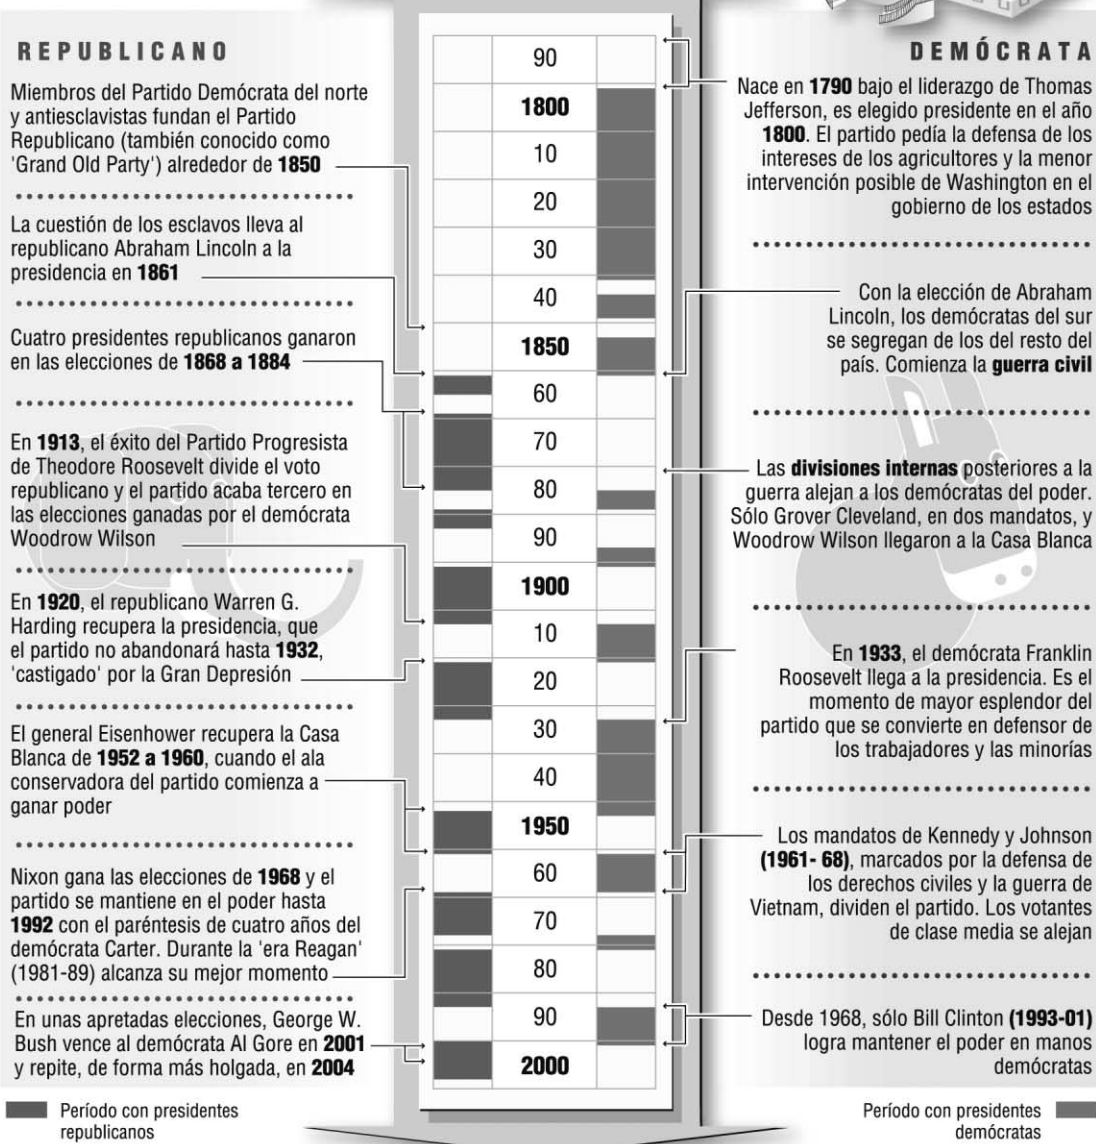 REPUBLICANO
Miembros del Partido Demócrata del norte
y antiesclavistas fundan el Partido
Republicano (también conocido como
'Grand Old Party') alrededor de 1850
La cuestión de los esclavos lleva al
republicano Abraham Lincoln a la
presidencia en 1861
Cuatro presidentes republicanos ganaron
en las elecciones de 1868 a 1884
En 1913, el éxito del Partido Progresista
de Theodore Roosevelt divide el voto
republicano y el partido acaba tercero en
las elecciones ganadas por el demócrata
Woodrow Wilson
En 1920, el republicano Warren G.
Harding recupera la presidencia, que
el partido no abandonará hasta 1932,
'castigado' por la Gran Depresión
El general Eisenhower recupera la Casa
Blanca de 1952 a 1960, cuando el ala
conservadora del partido comienza a
ganar poder
Nixon gana las elecciones de 1968 y el
partido se mantiene en el poder hasta
1992 con el paréntesis de cuatro años del
demócrata Carter. Durante la 'era Reagan'
(1981-89) alcanza su mejor momento
En unas apretadas elecciones, George W.
Bush vence al demócrata Al Gore en 2001
y repite, de forma más holgada, en 2004
Período con presidentes
republicanos
90
1800
10
20
30
40
1850
60
70
80
90
1900
10
20
30
40
1950
60
70
80
90
2000
DEMÓCRATA
Nace en 1790 bajo el liderazgo de Thomas
Jefferson, es elegido presidente en el año
1800. El partido pedía la defensa de los
intereses de los agricultores y la menor
intervención posible de Washington en el
gobierno de los estados
Con la elección de Abraham
Lincoln, los demócratas del sur
se segregan de los del resto del
país. Comienza la guerra civil
Las divisiones internas posteriores a la
guerra alejan a los demócratas del poder.
Sólo Grover Cleveland, en dos mandatos, y
Woodrow Wilson llegaron a la Casa Blanca
En 1933, el demócrata Franklin
Roosevelt llega a la presidencia. Es el
momento de mayor esplendor del
partido que se convierte en defensor de
los trabajadores y las minorías
Los mandatos de Kennedy y Johnson
(1961- 68), marcados por la defensa de
los derechos civiles y la guerra de
Vietnam, dividen el partido. Los votantes
de clase media se alejan
Desde 1968, sólo Bill Clinton (1993-01)
logra mantener el poder en manos
demócratas
Período con presidentes
demócratas